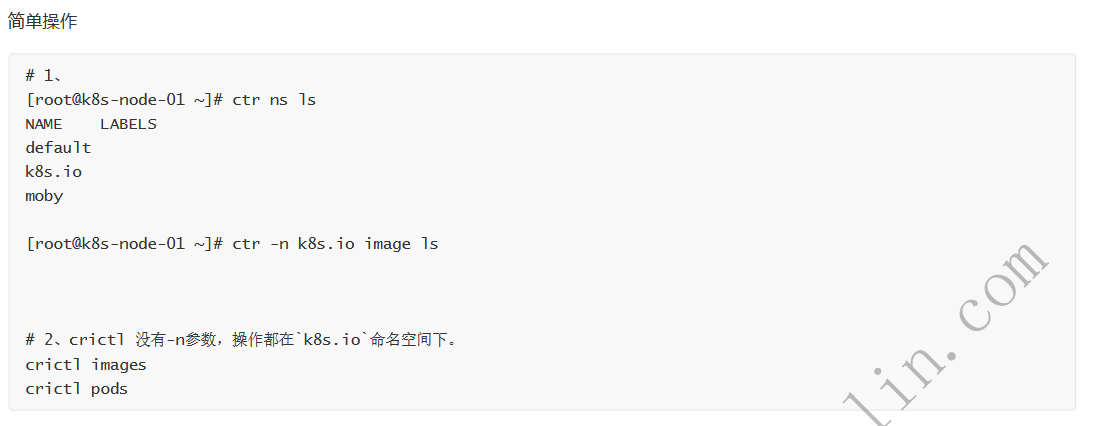 简单操作
# 1、
[root@k8s-node-01 ~]# ctr ns ls
NAME    LABELS
default
k8s.io
moby
[root@k8s-node-01 ~]# ctr -n k8s.io image ls
# 2、crictl 没有-n参数，操作都在`k8s.io`命名空间下。
crictl images
crictl pods
lin.com